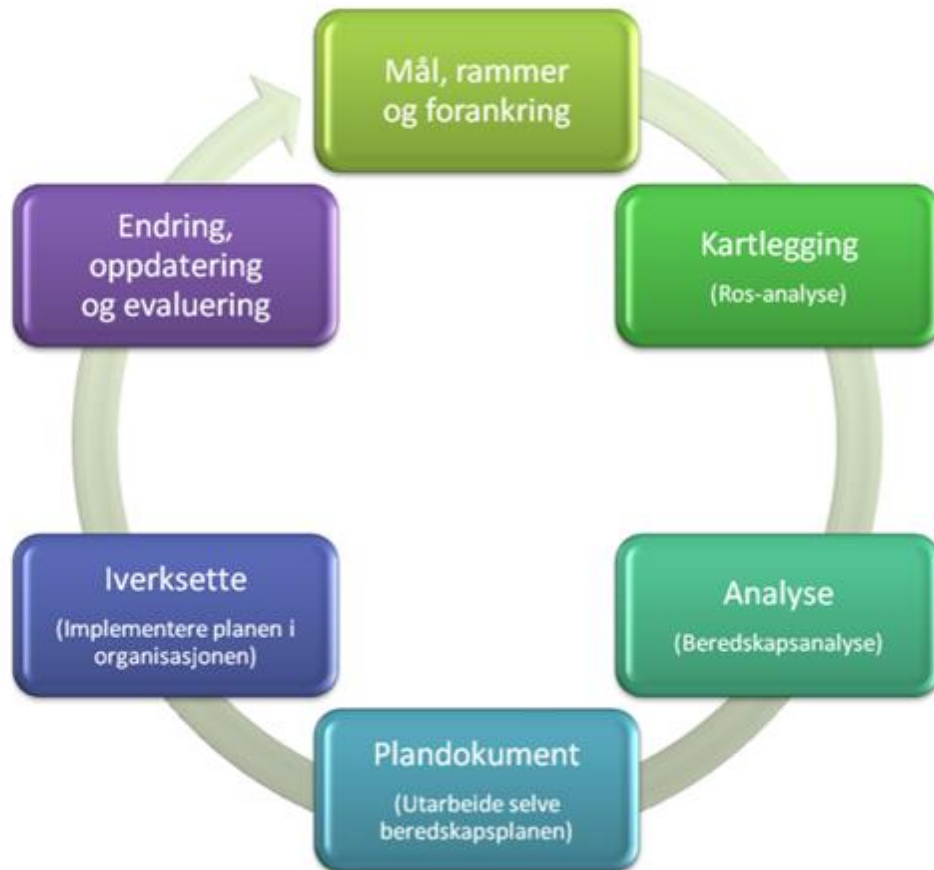 Mål, rammer
og forankring
Kartlegging
(Ros-analyse)
Analyse
(Beredskapsanalyse)
Plandokument
(Utarbeide selve
beredskapsplanen)
Iverksette
(Implementere planen i
organisasjonen)
Endring,
oppdatering
og evaluering